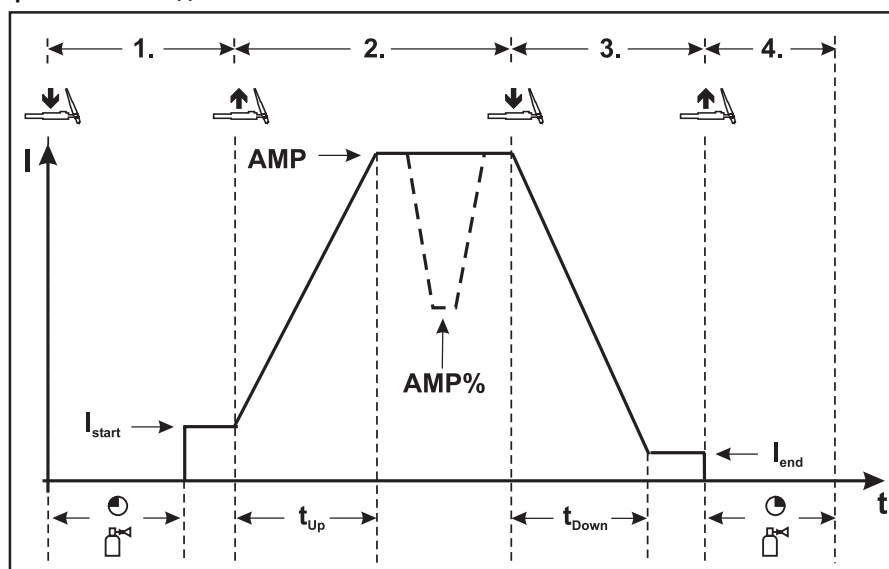 1. 2. 3. 4.
I
AMP
AMP%
Istart
Iend
t
tUp
tDown